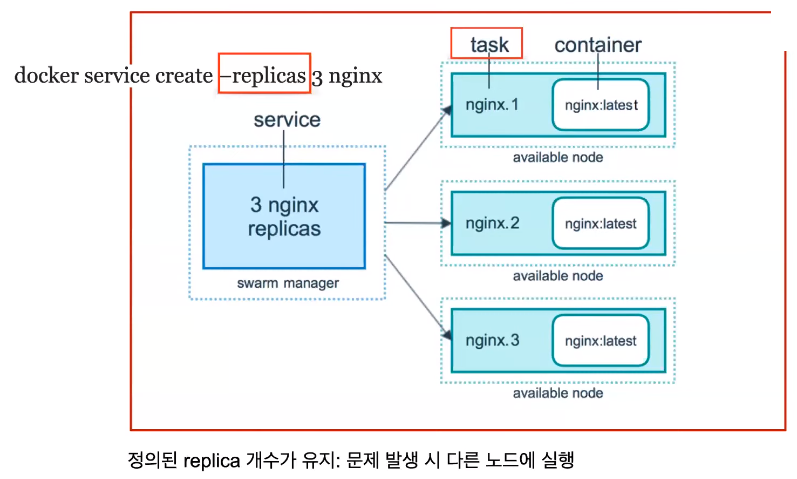 docker service create –replicas 3 nginx
service
3 nginx
replicas
swarm manager
task
container
nginx.1
nginx:latest
available node
nginx.2
nginx:latest
available node
nginx.3
nginx:latest
available node
정의된 replica 개수가 유지: 문제 발생 시 다른 노드에 실행